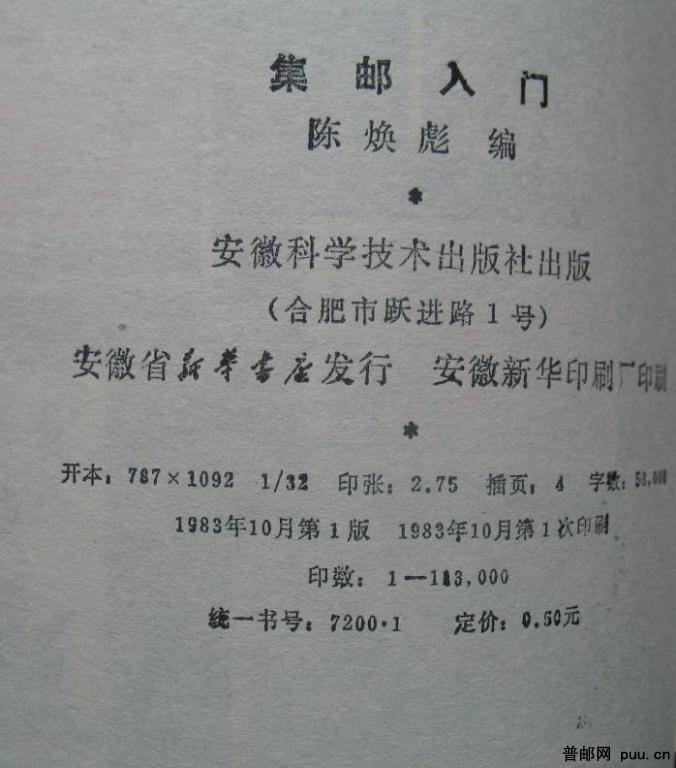 集邮入门
陈焕彪 编
*
安徽科学技术出版社出版
(合肥市跃进路1号)
安徽省新华书店发行 安徽新华印刷厂印刷
*
开本:787×1092 1/32 印张:2.75 插页:4 字数:58,000
1983年10月第1版 1983年10月第1次印刷
印数:1—113,000
统一书号:7200·1 定价:0.50元
普邮网 puu.cn